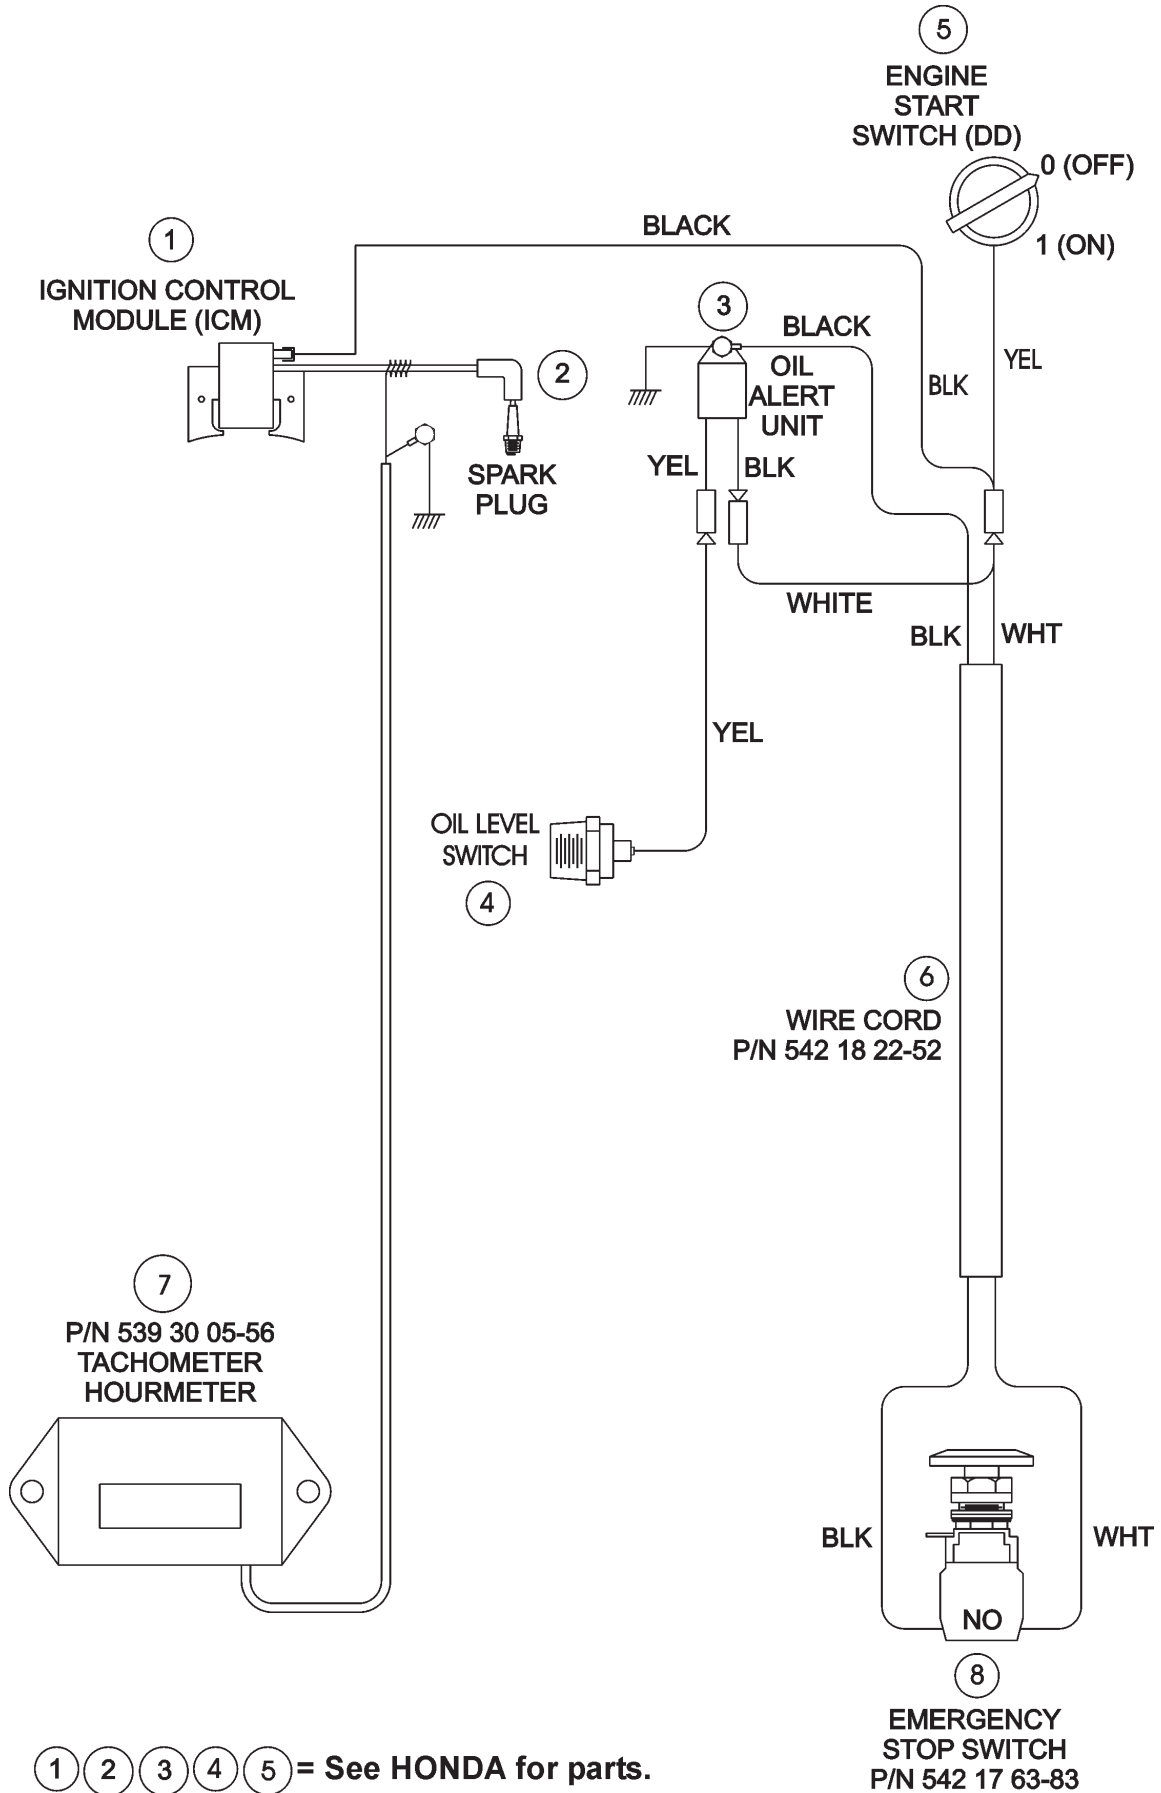 5
ENGINE
START
SWITCH (DD)
0 (OFF)
1 (ON)
BLACK
1
IGNITION CONTROL
MODULE (ICM)
3
BLACK
OIL
ALERT
UNIT
YEL
BLK
2
SPARK
PLUG
YEL
BLK
WHITE
BLK
WHT
YEL
OIL LEVEL
SWITCH
4
6
WIRE CORD
P/N 542 18 22-52
7
P/N 539 30 05-56
TACHOMETER
HOURMETER
BLK
WHT
NO
8
EMERGENCY
STOP SWITCH
P/N 542 17 63-83
1 2 3 4 5 = See HONDA for parts.